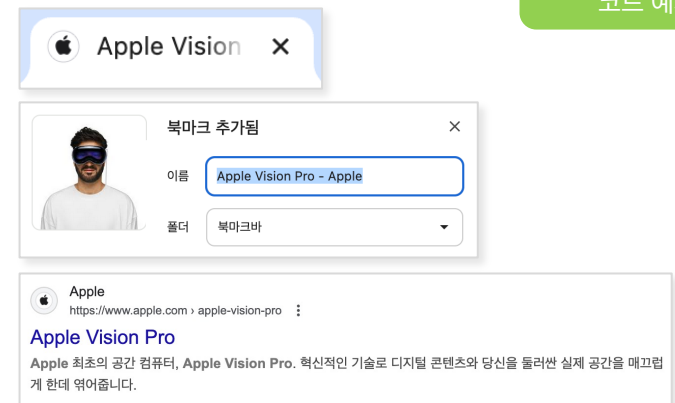 코드 예
Apple Vision
북마크 추가됨
이름 Apple Vision Pro - Apple
폴더 북마크바
Apple
https://www.apple.com › apple-vision-pro
Apple Vision Pro
Apple 최초의 공간 컴퓨터, Apple Vision Pro. 혁신적인 기술로 디지털 콘텐츠와 당신을 둘러싼 실제 공간을 매끄럽
게 한데 엮어줍니다.